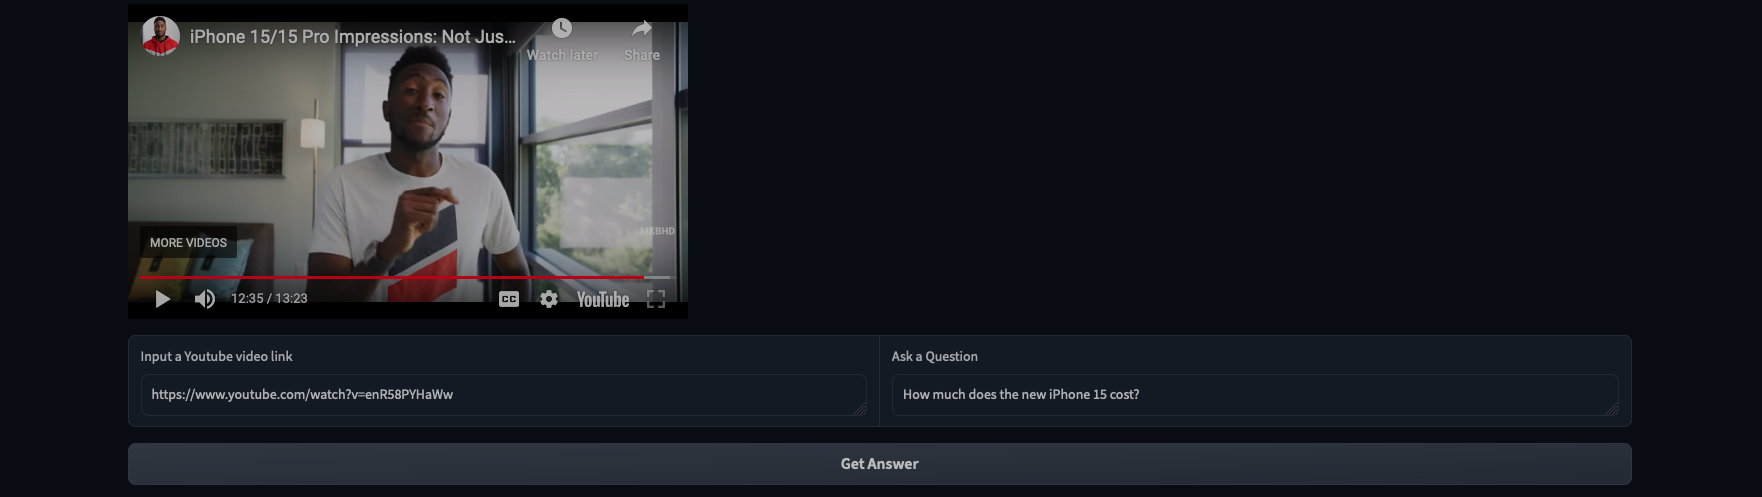 iPhone 15/15 Pro Impressions: Not Jus...
Watch later
Share
MKBHD
MORE VIDEOS
12:35 / 13:23
CC
YouTube
Input a Youtube video link
https://www.youtube.com/watch?v=enR58PYHaWw
Ask a Question
How much does the new iPhone 15 cost?
Get Answer